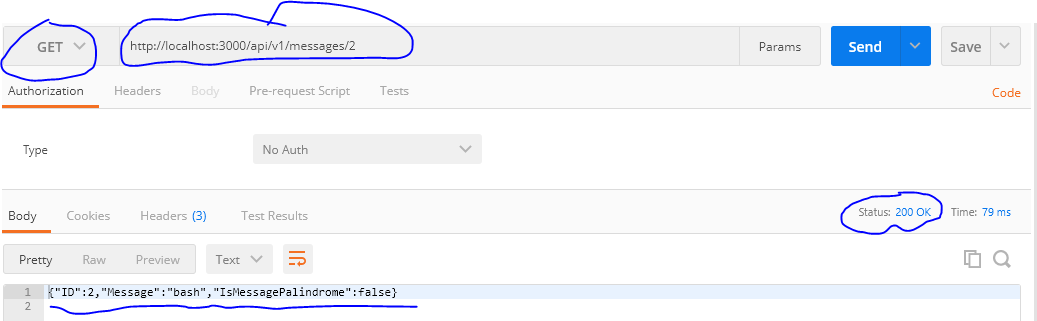 GET http://localhost:3000/api/v1/messages/2 Params Send Save
Authorization Headers Body Pre-request Script Tests Code
Type No Auth
Body Cookies Headers (3) Test Results Status: 200 OK Time: 79 ms
Pretty Raw Preview Text
1 {"ID":2,"Message":"bash","IsMessagePalindrome":false}
2